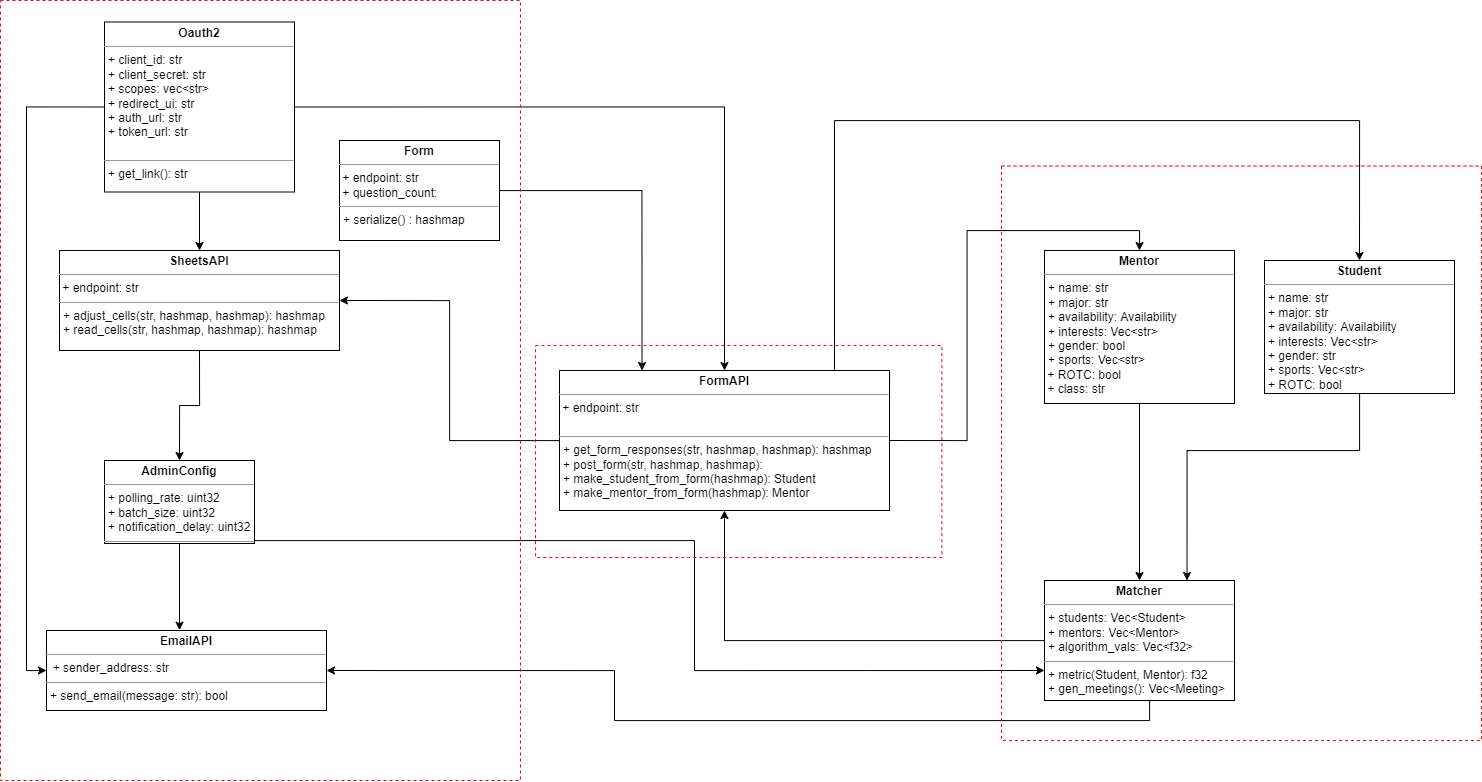 Oauth2
+ client_id: str
+ client_secret: str
+ scopes: vec<str>
+ redirect_ui: str
+ auth_url: str
+ token_url: str
+ get_link(): str
Form
+ endpoint: str
+ question_count:
+ serialize() : hashmap
SheetsAPI
+ endpoint: str
+ adjust_cells(str, hashmap, hashmap): hashmap
+ read_cells(str, hashmap, hashmap): hashmap
AdminConfig
+ polling_rate: uint32
+ batch_size: uint32
+ notification_delay: uint32
EmailAPI
+ sender_address: str
+ send_email(message: str): bool
FormAPI
+ endpoint: str
+ get_form_responses(str, hashmap, hashmap): hashmap
+ post_form(str, hashmap, hashmap):
+ make_student_from_form(hashmap): Student
+ make_mentor_from_form(hashmap): Mentor
Mentor
+ name: str
+ major: str
+ availability: Availability
+ interests: Vec<str>
+ gender: bool
+ sports: Vec<str>
+ ROTC: bool
+ class: str
Student
+ name: str
+ major: str
+ availability: Availability
+ interests: Vec<str>
+ gender: str
+ sports: Vec<str>
+ ROTC: bool
Matcher
+ students: Vec<Student>
+ mentors: Vec<Mentor>
+ algorithm_vals: Vec<f32>
+ metric(Student, Mentor): f32
+ gen_meetings(): Vec<Meeting>